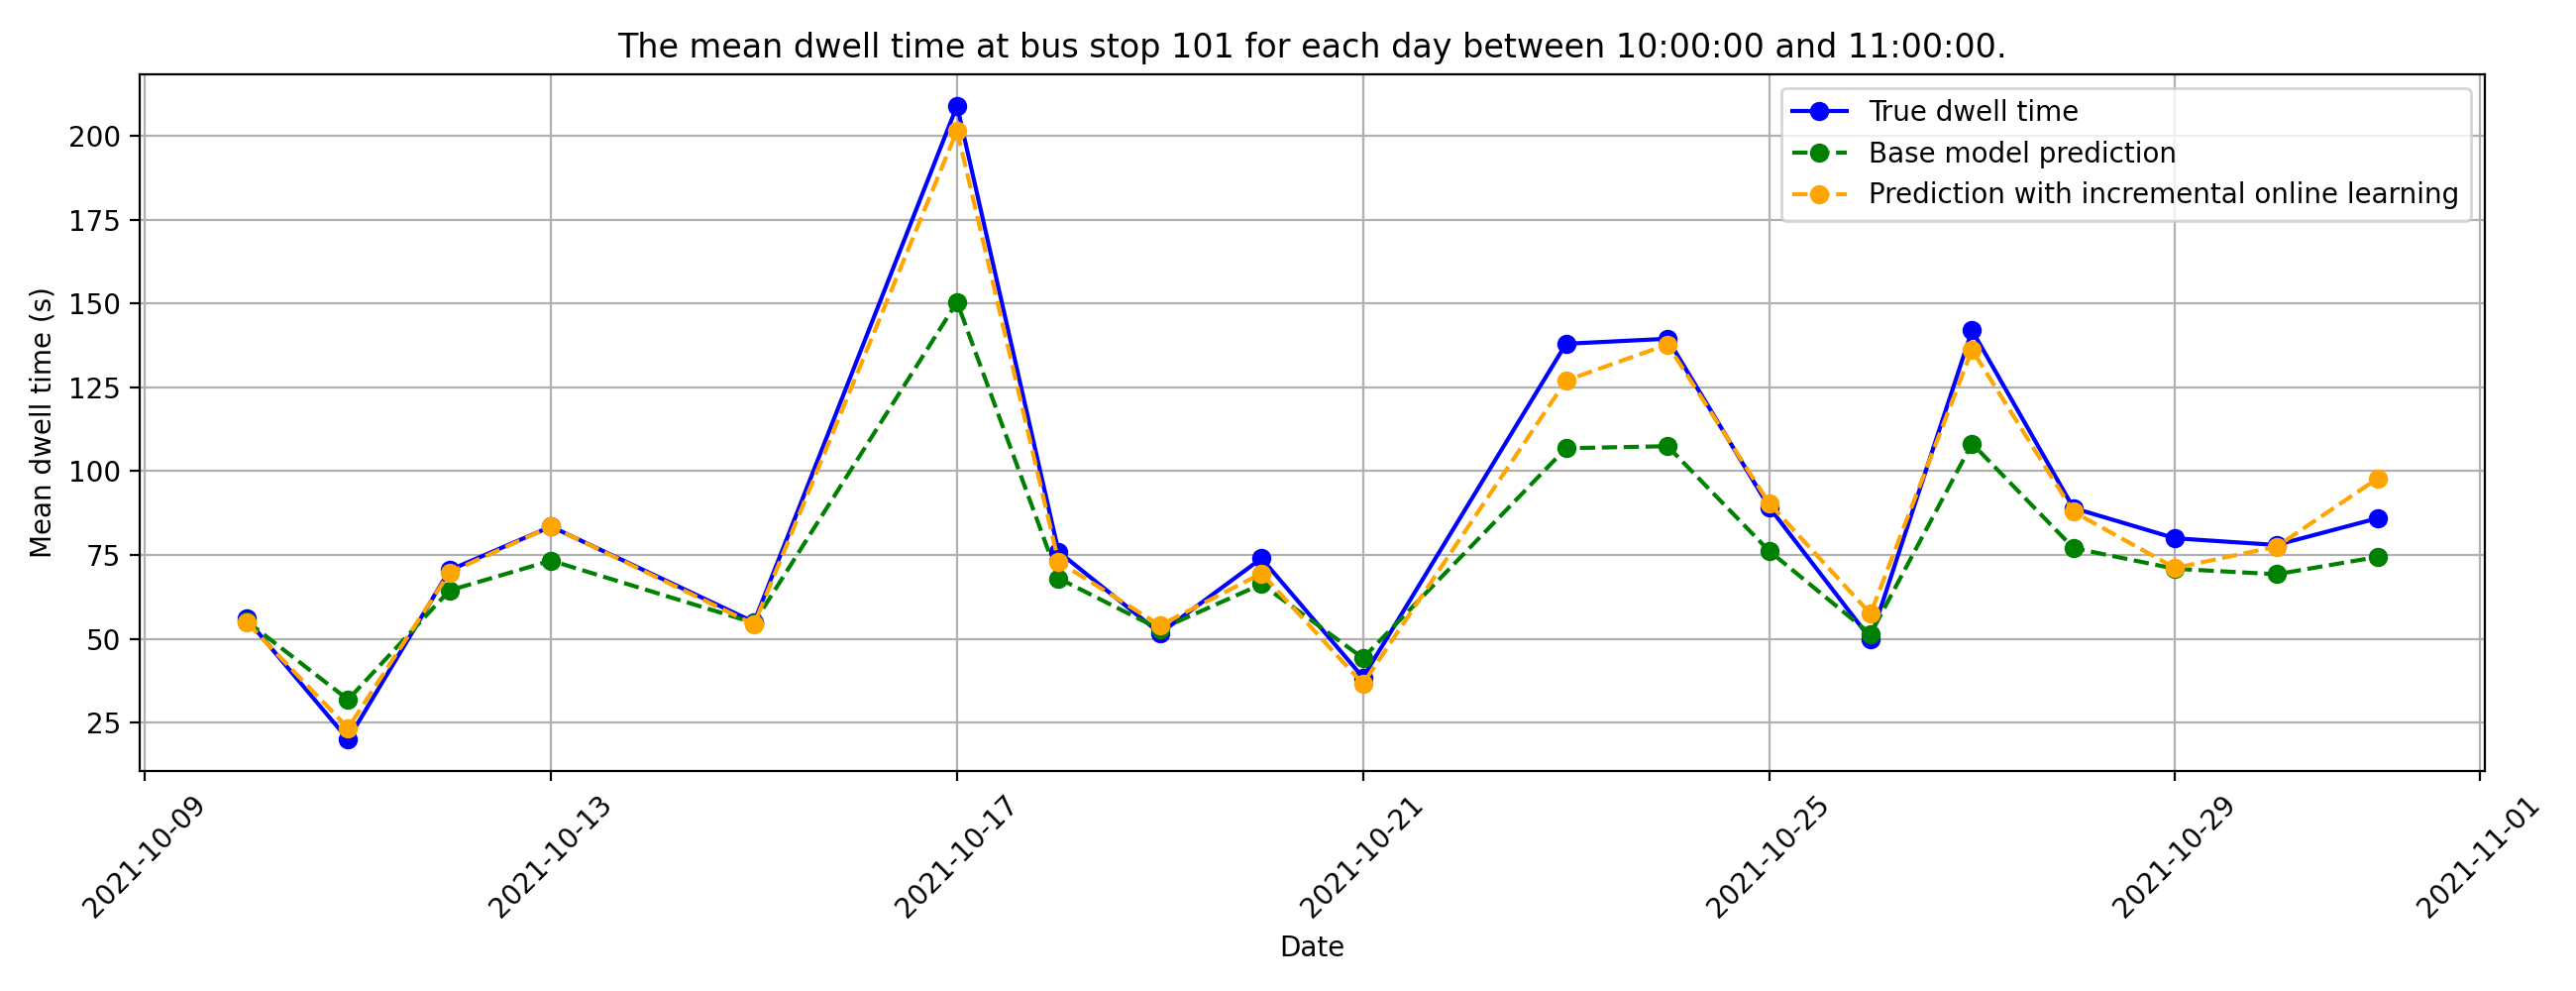 The mean dwell time at bus stop 101 for each day between 10:00:00 and 11:00:00.
True dwell time
Base model prediction
Prediction with incremental online learning
Mean dwell time (s)
200
175
150
125
100
75
50
25
2021-10-09
2021-10-13
2021-10-17
2021-10-21
2021-10-25
2021-10-29
2021-11-01
Date